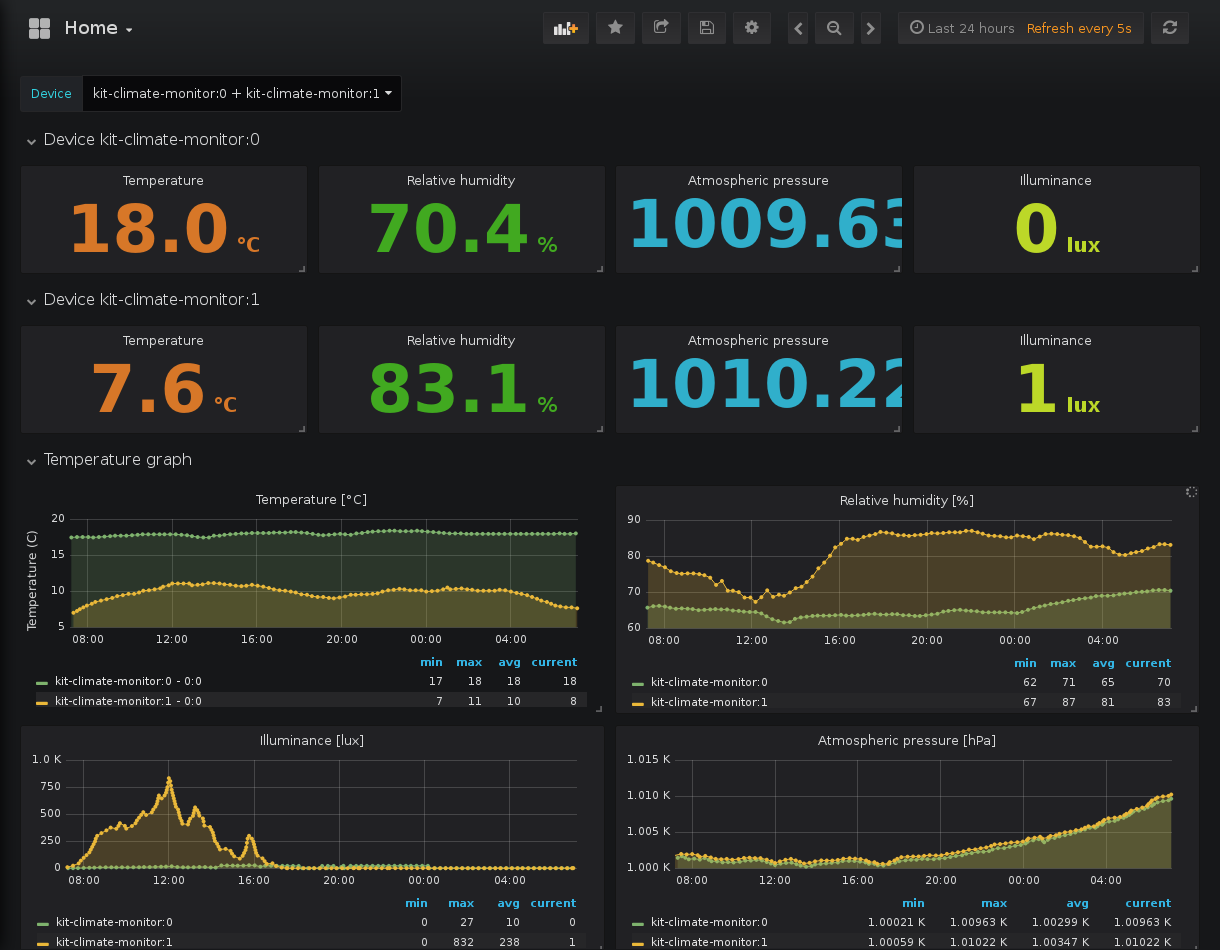 Home
Last 24 hours Refresh every 5s
Device kit-climate-monitor:0 + kit-climate-monitor:1
Device kit-climate-monitor:0
Temperature Relative humidity Atmospheric pressure Illuminance
18.0 °C 70.4 % 1009.63 0 lux
Device kit-climate-monitor:1
Temperature Relative humidity Atmospheric pressure Illuminance
7.6 °C 83.1 % 1010.22 1 lux
Temperature graph
Temperature [°C]
Temperature (C)
20
15
10
5
08:00 12:00 16:00 20:00 00:00 04:00
min max avg current
kit-climate-monitor:0 - 0:0 17 18 18 18
kit-climate-monitor:1 - 0:0 7 11 10 8
Relative humidity [%]
90
80
70
60
08:00 12:00 16:00 20:00 00:00 04:00
min max avg current
kit-climate-monitor:0 62 71 65 70
kit-climate-monitor:1 67 87 81 83
Illuminance [lux]
1.0 K
750
500
250
0
08:00 12:00 16:00 20:00 00:00 04:00
min max avg current
kit-climate-monitor:0 0 27 10 0
kit-climate-monitor:1 0 832 238 1
Atmospheric pressure [hPa]
1.015 K
1.010 K
1.005 K
1.000 K
08:00 12:00 16:00 20:00 00:00 04:00
min max avg current
kit-climate-monitor:0 1.00021 K 1.00963 K 1.00299 K 1.00963 K
kit-climate-monitor:1 1.00059 K 1.01022 K 1.00347 K 1.01022 K